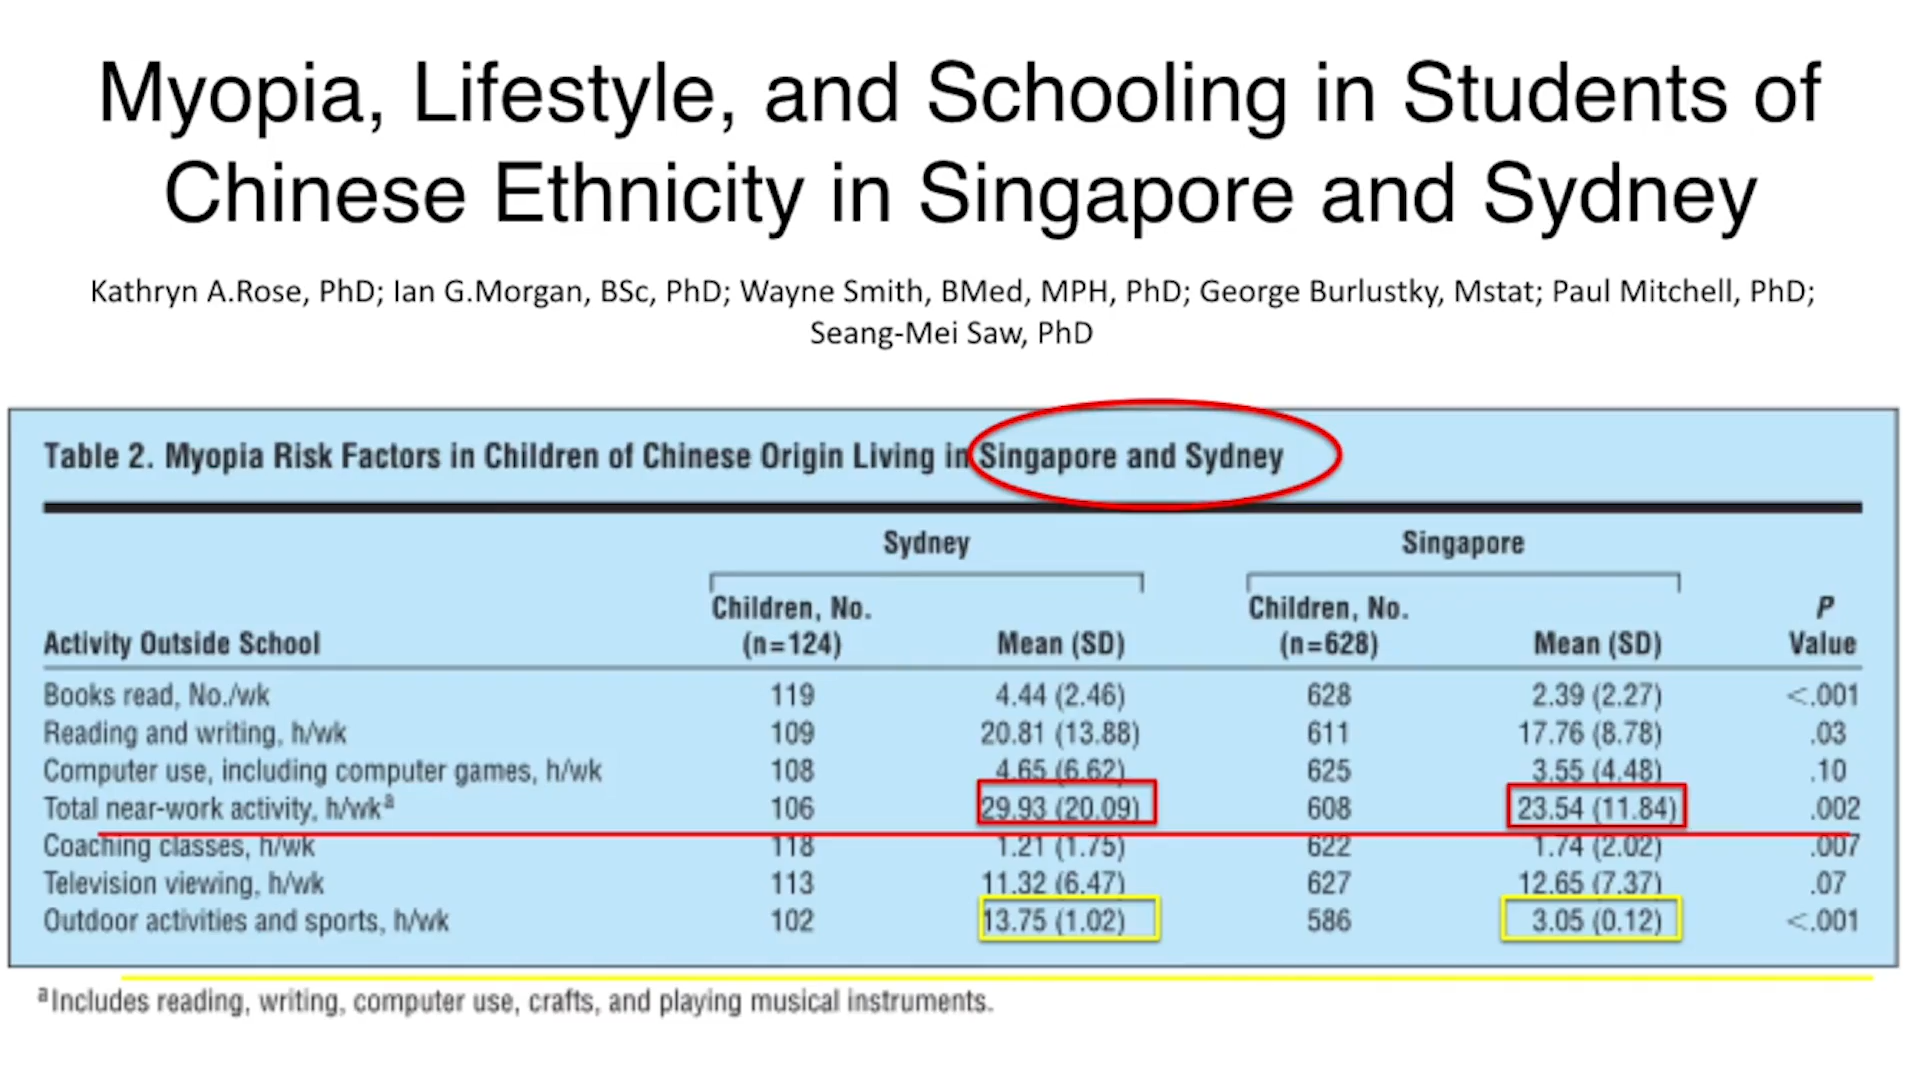 Myopia, Lifestyle, and Schooling in Students of
Chinese Ethnicity in Singapore and Sydney
Kathryn A.Rose, PhD; Ian G.Morgan, BSc, PhD; Wayne Smith, BMed, MPH, PhD; George Burlustky, Mstat; Paul Mitchell, PhD;
Seang-Mei Saw, PhD
Table 2. Myopia Risk Factors in Children of Chinese Origin Living in Singapore and Sydney
Sydney Singapore
Children, No. Children, No. P
Activity Outside School (n=124) Mean (SD) (n=628) Mean (SD) Value
Books read, No./wk 119 4.44 (2.46) 628 2.39 (2.27) <.001
Reading and writing, h/wk 109 20.81 (13.88) 611 17.76 (8.78) .03
Computer use, including computer games, h/wk 108 4.65 (6.62) 625 3.55 (4.48) .10
Total near-work activity, h/wkᵃ 106 29.93 (20.09) 608 23.54 (11.84) .002
Coaching classes, h/wk 118 1.21 (1.75) 622 1.74 (2.02) .007
Television viewing, h/wk 113 11.32 (6.47) 627 12.65 (7.37) .07
Outdoor activities and sports, h/wk 102 13.75 (1.02) 586 3.05 (0.12) <.001
ᵃIncludes reading, writing, computer use, crafts, and playing musical instruments.